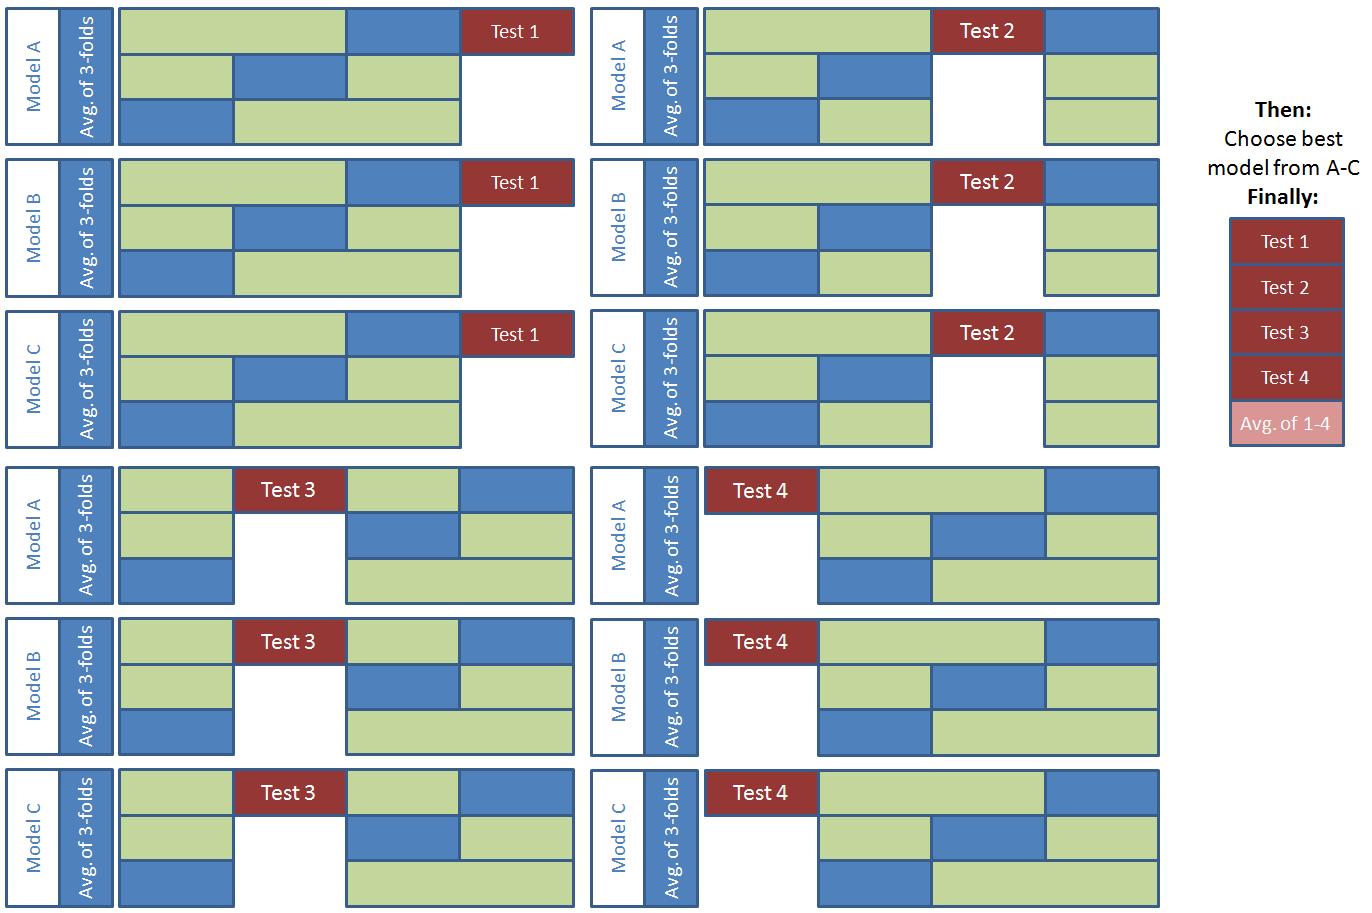 Model A
Avg. of 3-folds
Test 1
Model A
Avg. of 3-folds
Test 2
Model B
Avg. of 3-folds
Test 1
Model B
Avg. of 3-folds
Test 2
Model C
Avg. of 3-folds
Test 1
Model C
Avg. of 3-folds
Test 2
Model A
Avg. of 3-folds
Test 3
Model A
Avg. of 3-folds
Test 4
Model B
Avg. of 3-folds
Test 3
Model B
Avg. of 3-folds
Test 4
Model C
Avg. of 3-folds
Test 3
Model C
Avg. of 3-folds
Test 4
Then:
Choose best
model from A-C
Finally:
Test 1
Test 2
Test 3
Test 4
Avg. of 1-4